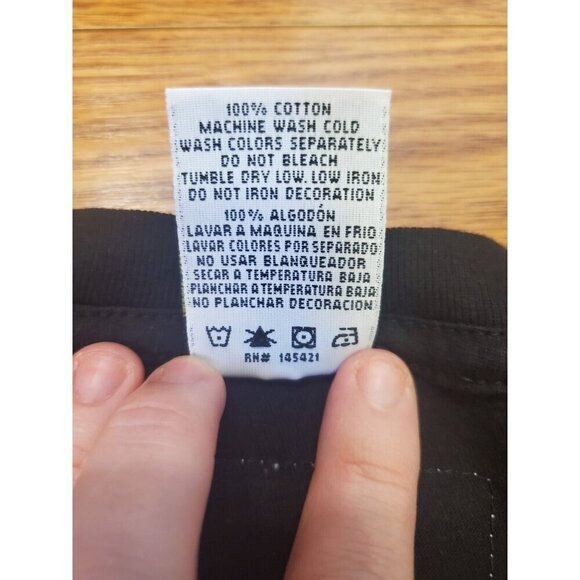 100% COTTON
MACHINE WASH COLD
WASH COLORS SEPARATELY
DO NOT BLEACH
TUMBLE DRY LOW. LOW IRON
DO NOT IRON DECORATION
100% ALGODÓN
LAVAR A MAQUINA EN FRIO
LAVAR COLORES POR SEPARADO
NO USAR BLANQUEADOR
SECAR A TEMPERATURA BAJA
PLANCHAR A TEMPERATURA BAJA
NO PLANCHAR DECORACION
RN# 145421